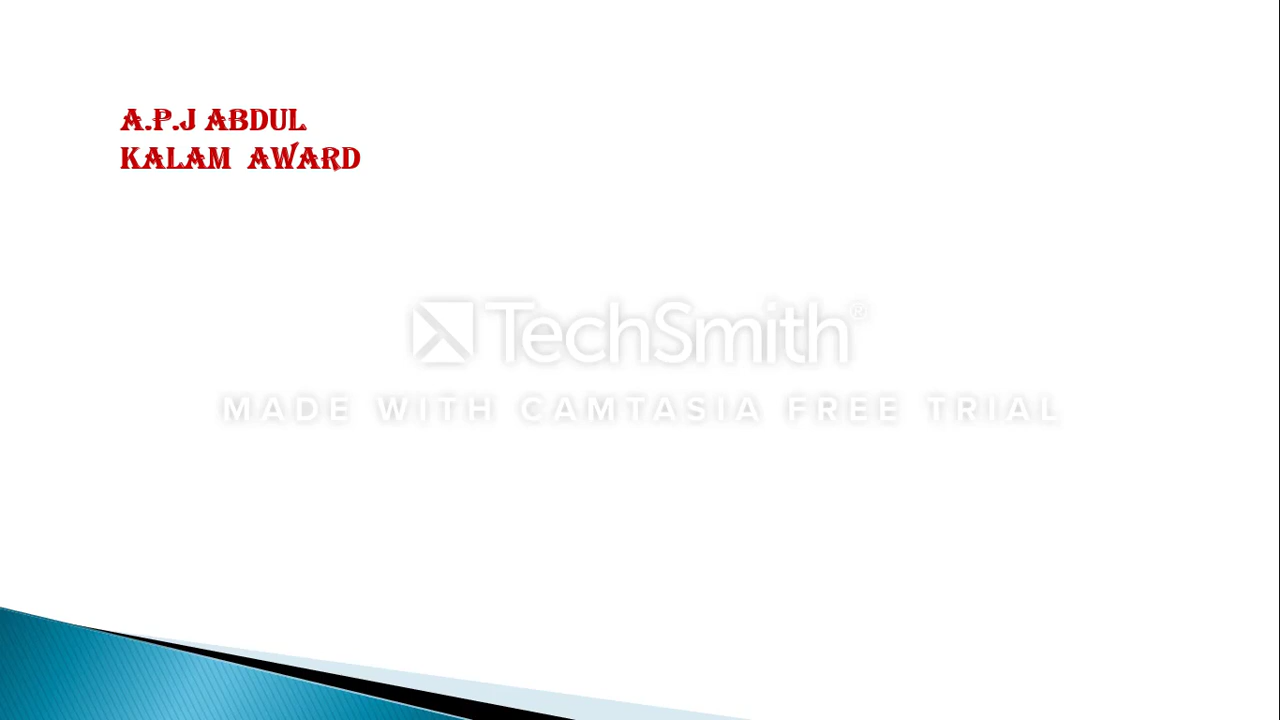 A.P.J ABDUL
KALAM AWARD
TechSmith®
MADE WITH CAMTASIA FREE TRIAL